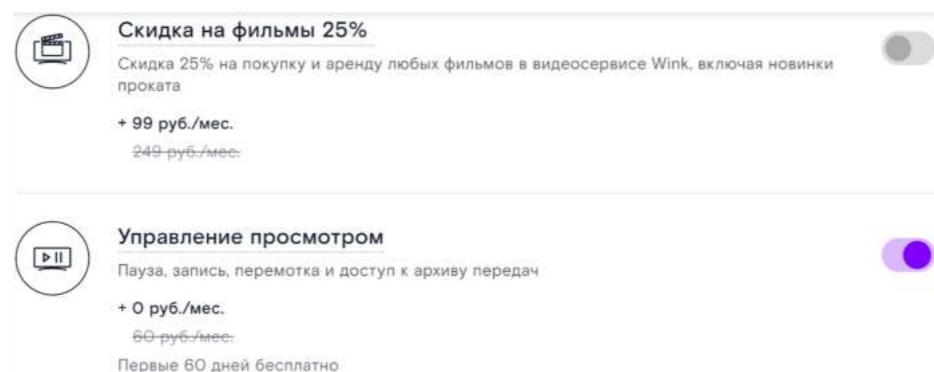 Скидка на фильмы 25%
Скидка 25% на покупку и аренду любых фильмов в видеосервисе Wink, включая новинки
проката
+ 99 руб./мес.
249 руб./мес.
Управление просмотром
Пауза, запись, перемотка и доступ к архиву передач
+ 0 руб./мес.
60 руб./мес.
Первые 60 дней бесплатно